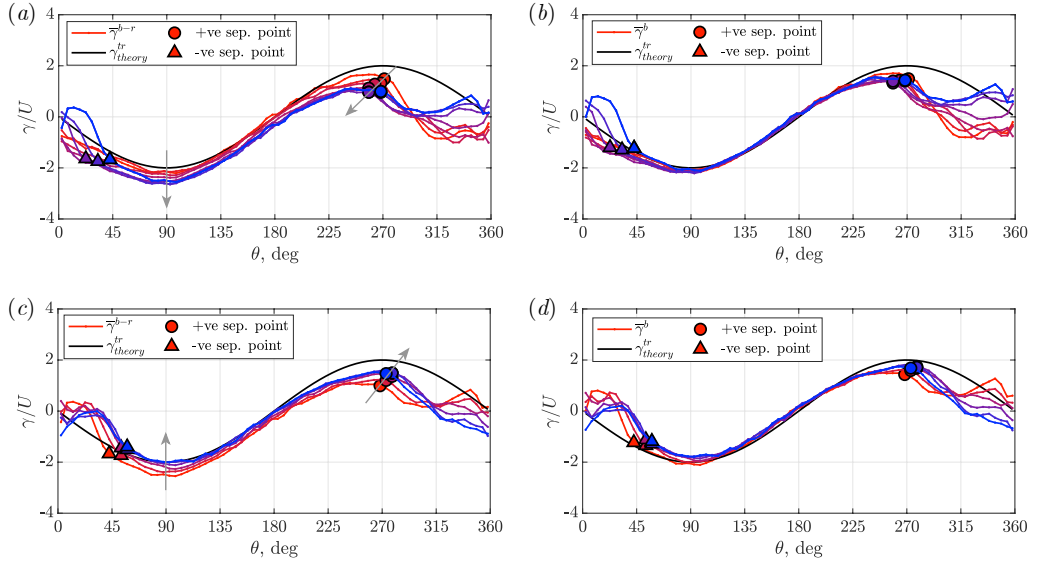 (a)
γ̅^{b−r}
+ve sep. point
γ^{tr}_{theory}
-ve sep. point
4
2
0
-2
-4
γ/U
0 45 90 135 180 225 270 315 360
θ, deg
(b)
γ̅^{b}
+ve sep. point
γ^{tr}_{theory}
-ve sep. point
4
2
0
-2
-4
γ/U
0 45 90 135 180 225 270 315 360
θ, deg
(c)
γ̅^{b−r}
+ve sep. point
γ^{tr}_{theory}
-ve sep. point
4
2
0
-2
-4
γ/U
0 45 90 135 180 225 270 315 360
θ, deg
(d)
γ̅^{b}
+ve sep. point
γ^{tr}_{theory}
-ve sep. point
4
2
0
-2
-4
γ/U
0 45 90 135 180 225 270 315 360
θ, deg